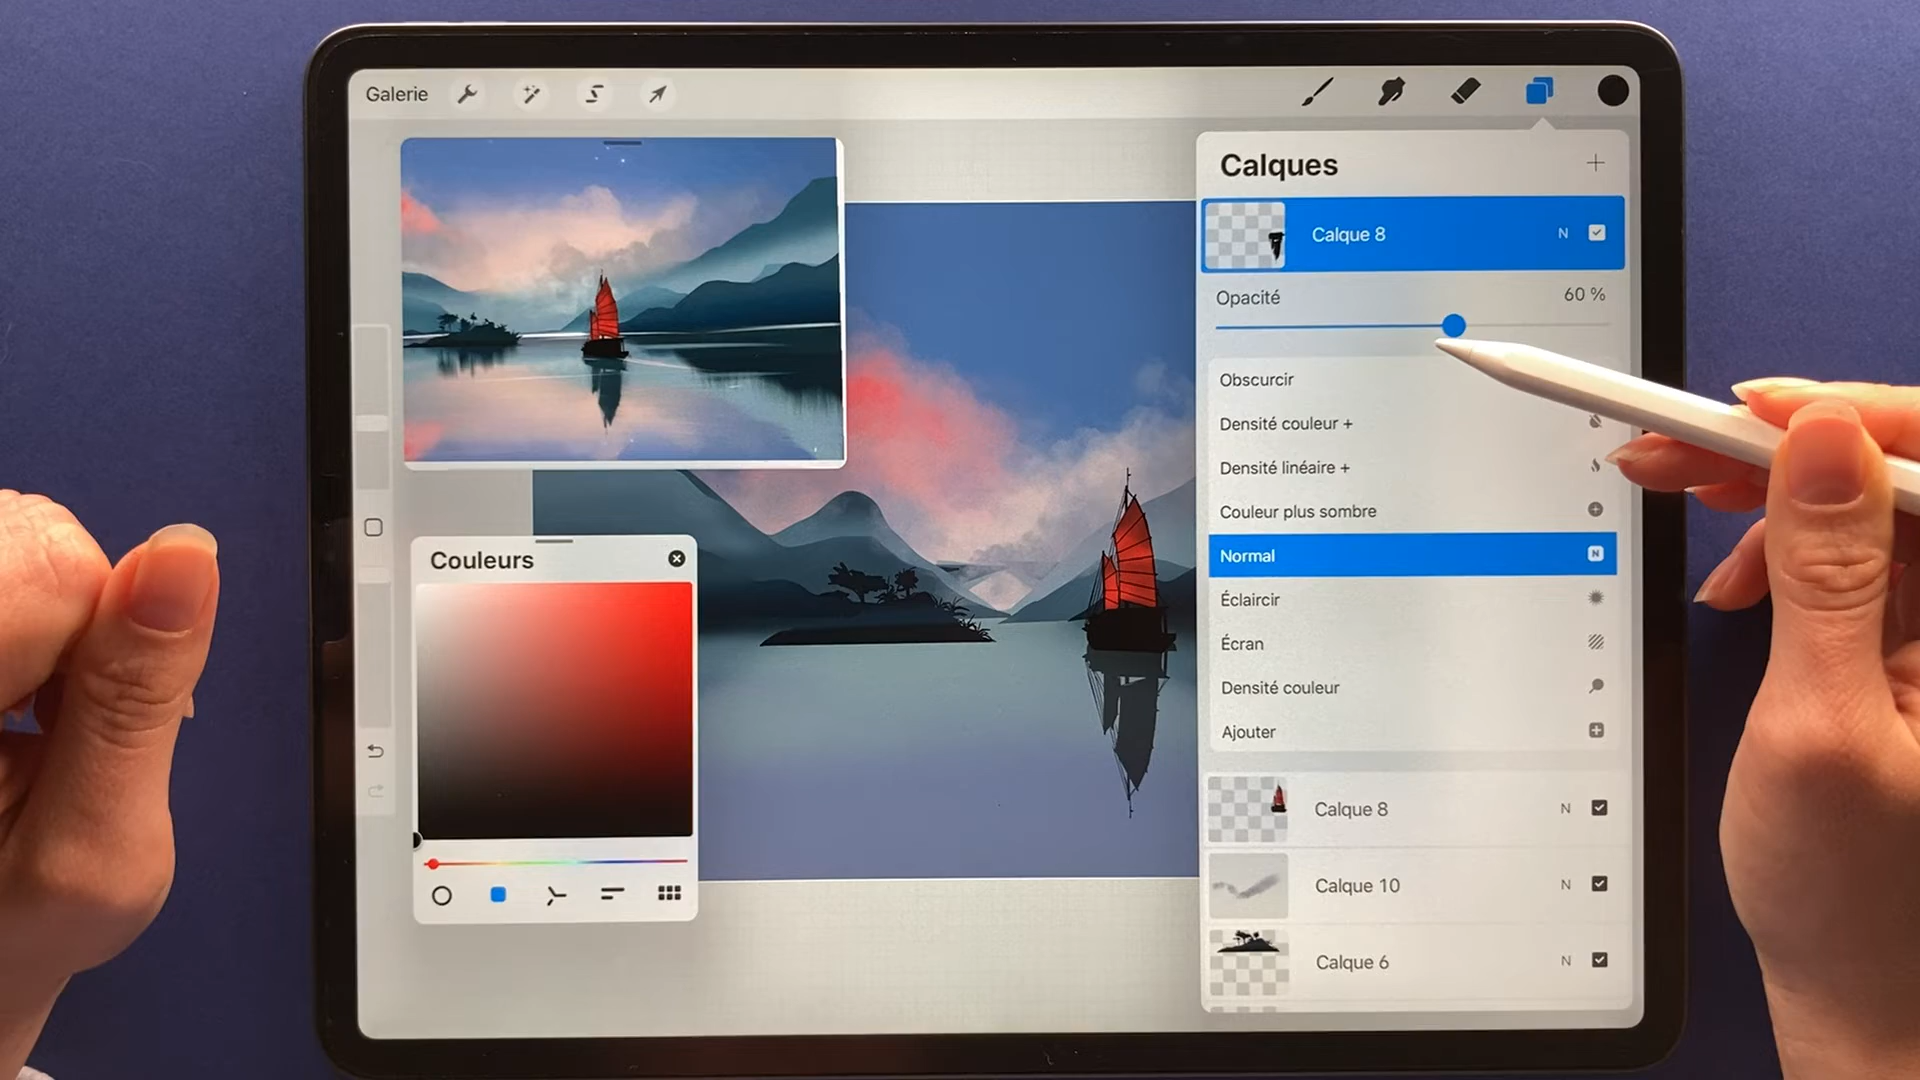 Galerie
Calques
Calque 8 N
Opacité 60 %
Obscurcir
Densité couleur +
Densité linéaire +
Couleur plus sombre
Normal N
Éclaircir
Écran
Densité couleur
Ajouter
Calque 8 N
Calque 10 N
Calque 6 N
Couleurs